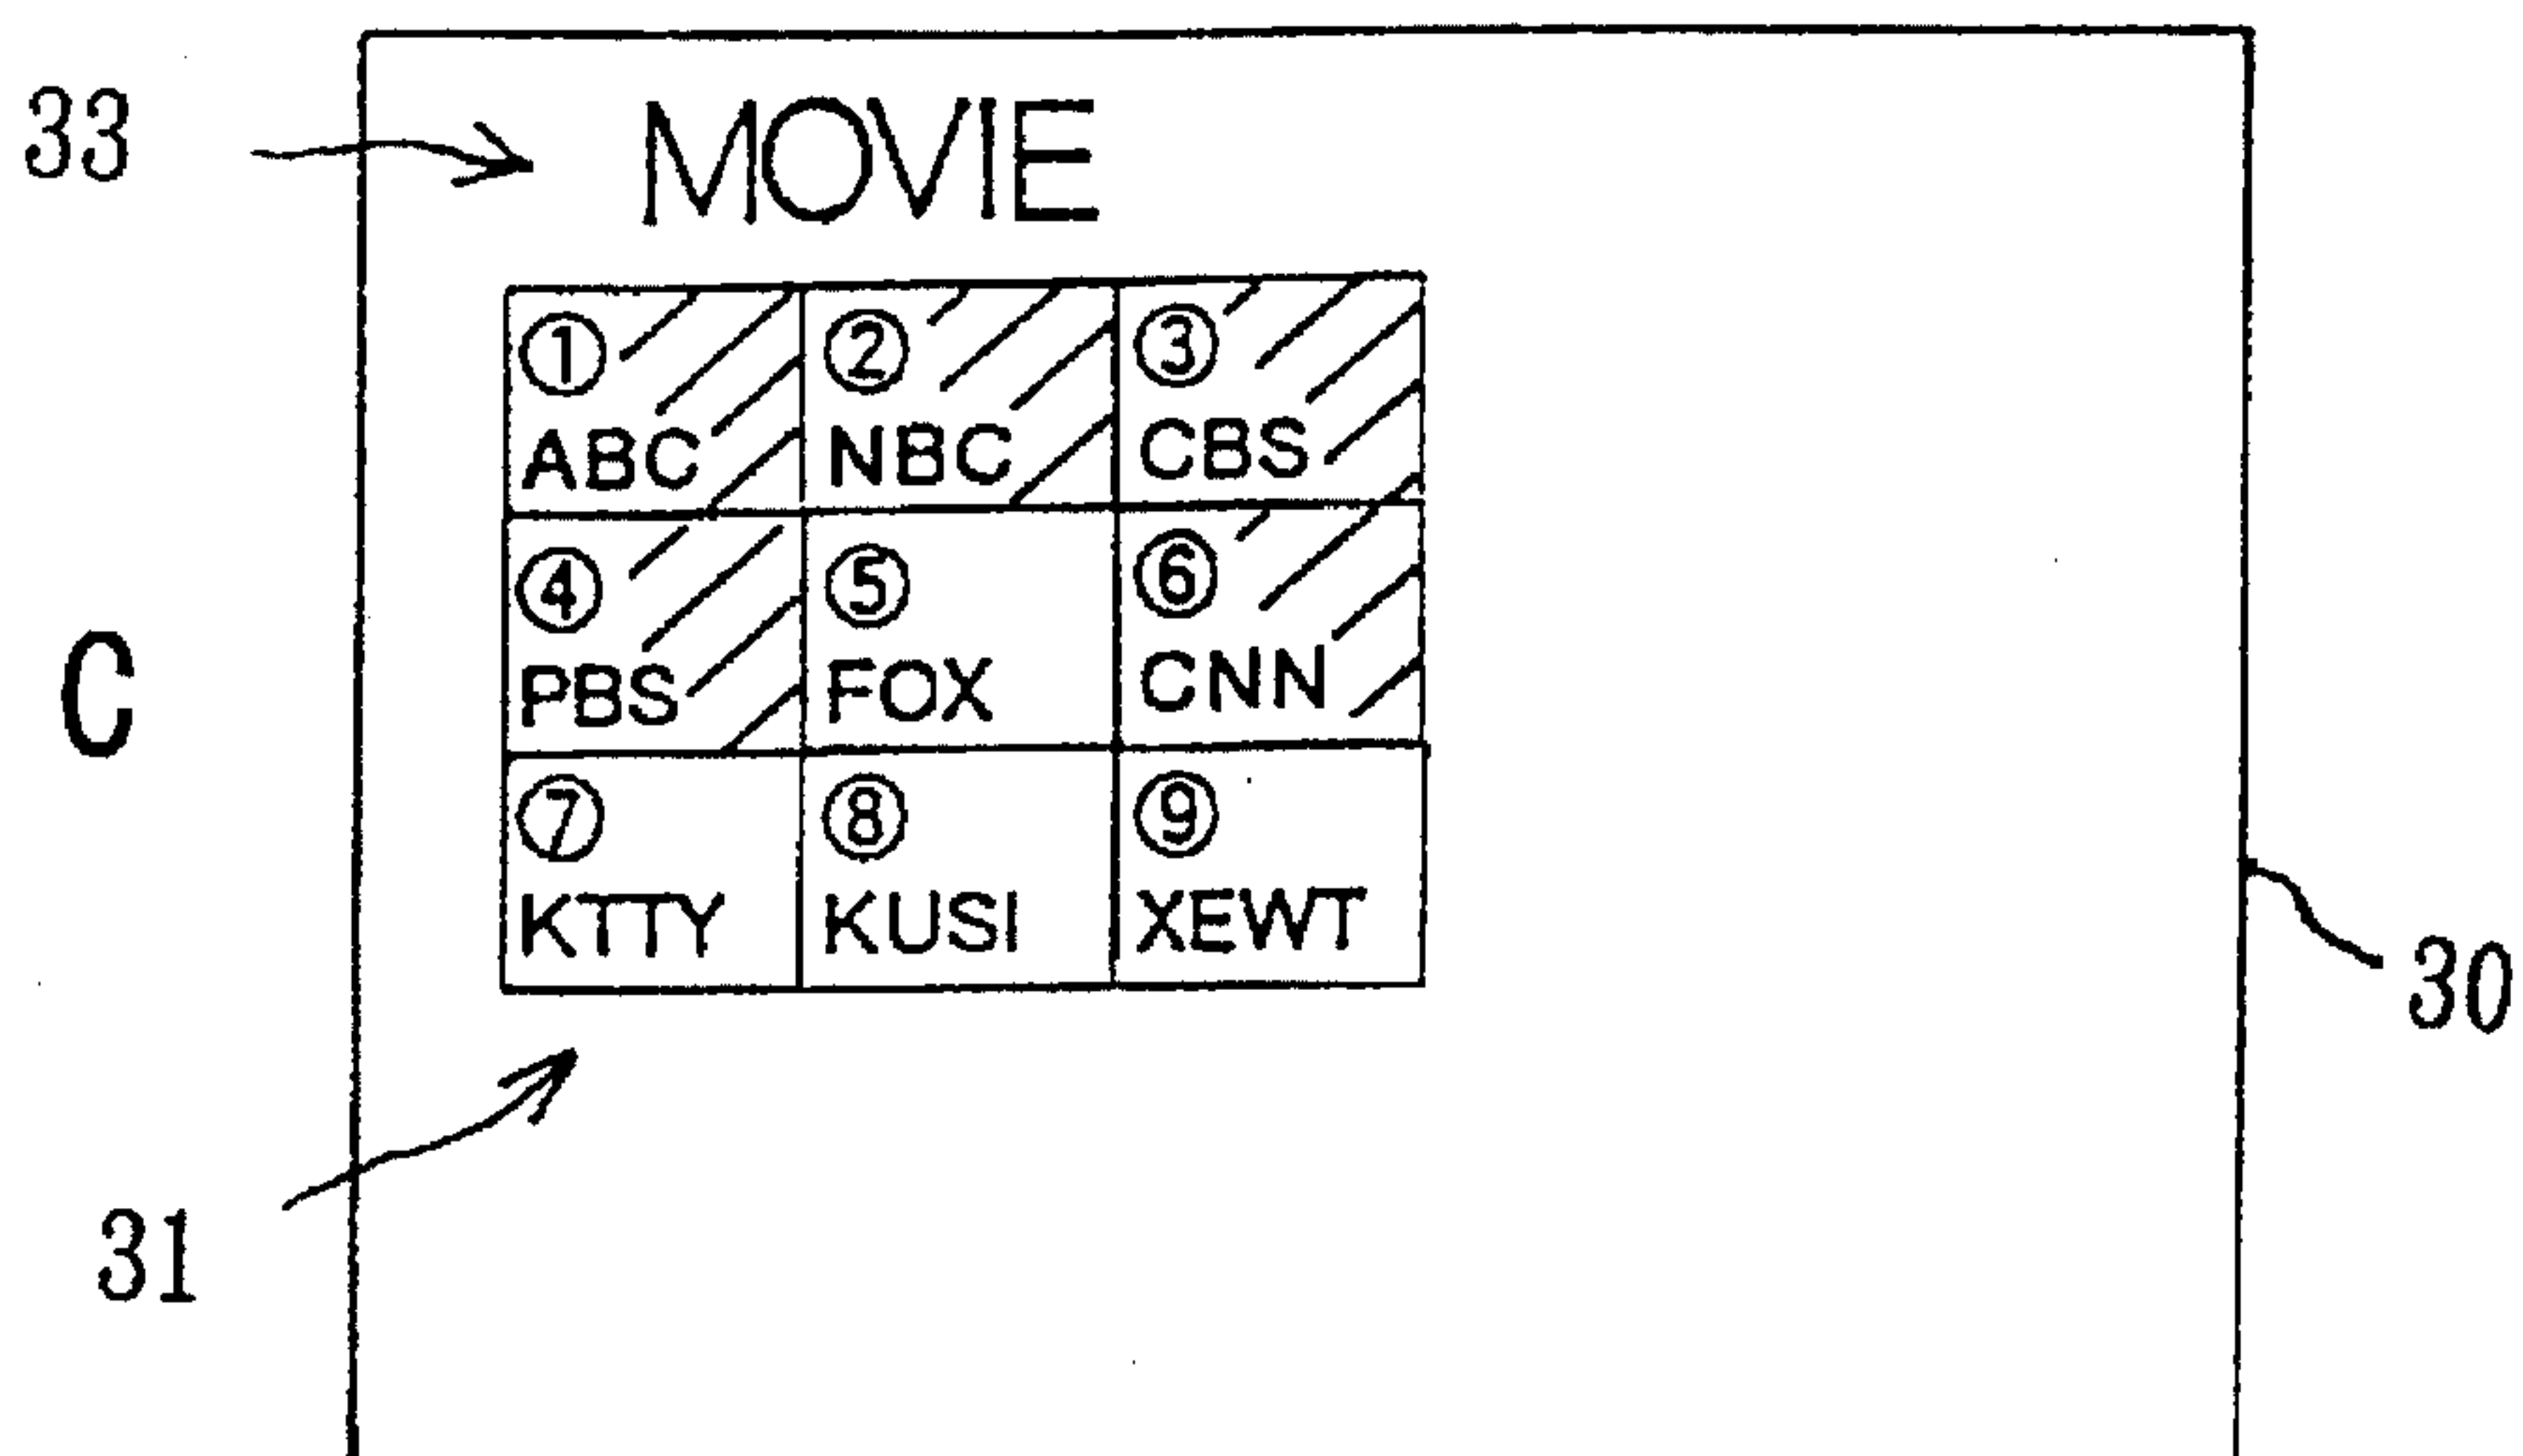 33
MOVIE
① ② ③
ABC NBC CBS
④ ⑤ ⑥
PBS FOX CNN
C
⑦ ⑧ ⑨
KTTY KUSI XEWT
30
31